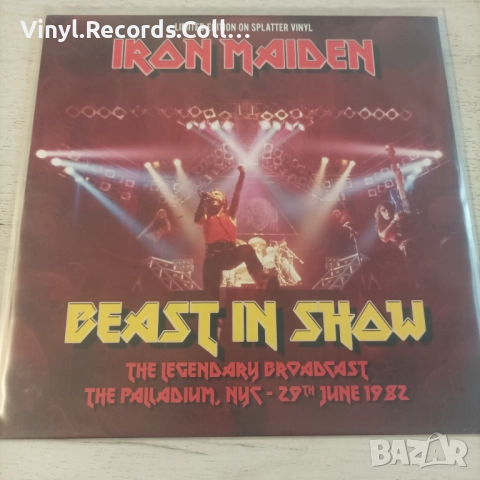 Vinyl.Records.Coll...
LIMITED EDITION ON SPLATTER VINYL
IRON MAIDEN
BEAST IN SHOW
THE LEGENDARY BROADCAST
THE PALLADIUM, NYC - 29TH JUNE 1982
BAZAR